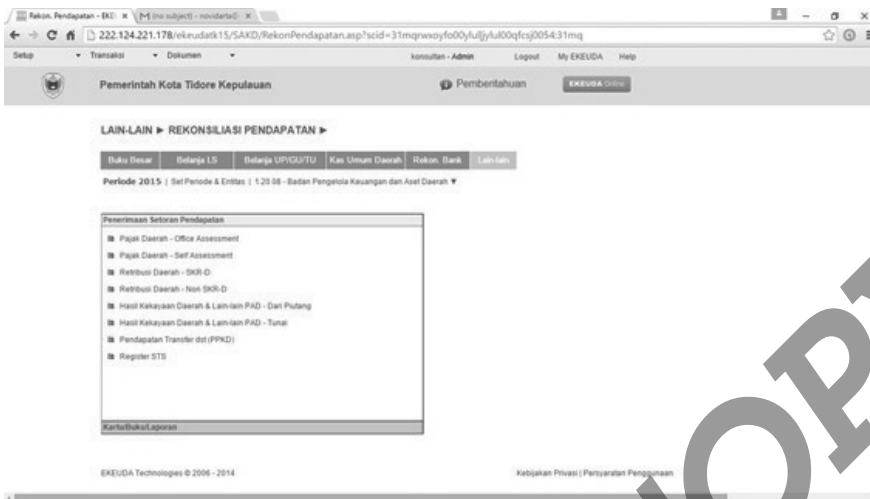 Rekon. Pendapatan - EKE
(no subject) - novidarta@
222.124.221.178/ekeudatk15/SAKD/RekonPendapatan.asp?
Setup Transaksi Dokumen konsultan - Admin Logout My EKEUDA Help
Pemerintah Kota Tidore Kepulauan Pemberitahuan EKEUDA Online
LAIN-LAIN ► REKONSILIASI PENDAPATAN ►
Buku Besar Belanja LS Belanja UP/GU/TU Kas Umum Daerah Rekon. Bank Lain-lain
Periode 2015 | Set Periode & Entitas | 1.20 08 - Badan Pengelola Keuangan dan Aset Daerah ▼
Penerimaan Setoran Pendapatan
Pajak Daerah - Office Assessment
Pajak Daerah - Self Assessment
Retribusi Daerah - SKR-D
Retribusi Daerah - Non SKR-D
Hasil Kekayaan Daerah & Lain-lain PAD - Dari Piutang
Hasil Kekayaan Daerah & Lain-lain PAD - Tunai
Pendapatan Transfer dst (PPKD)
Register STS
Kartu/Buku/Laporan
EKEUDA Technologies © 2006 - 2014 Kebijakan Privasi | Persyaratan Penggunaan